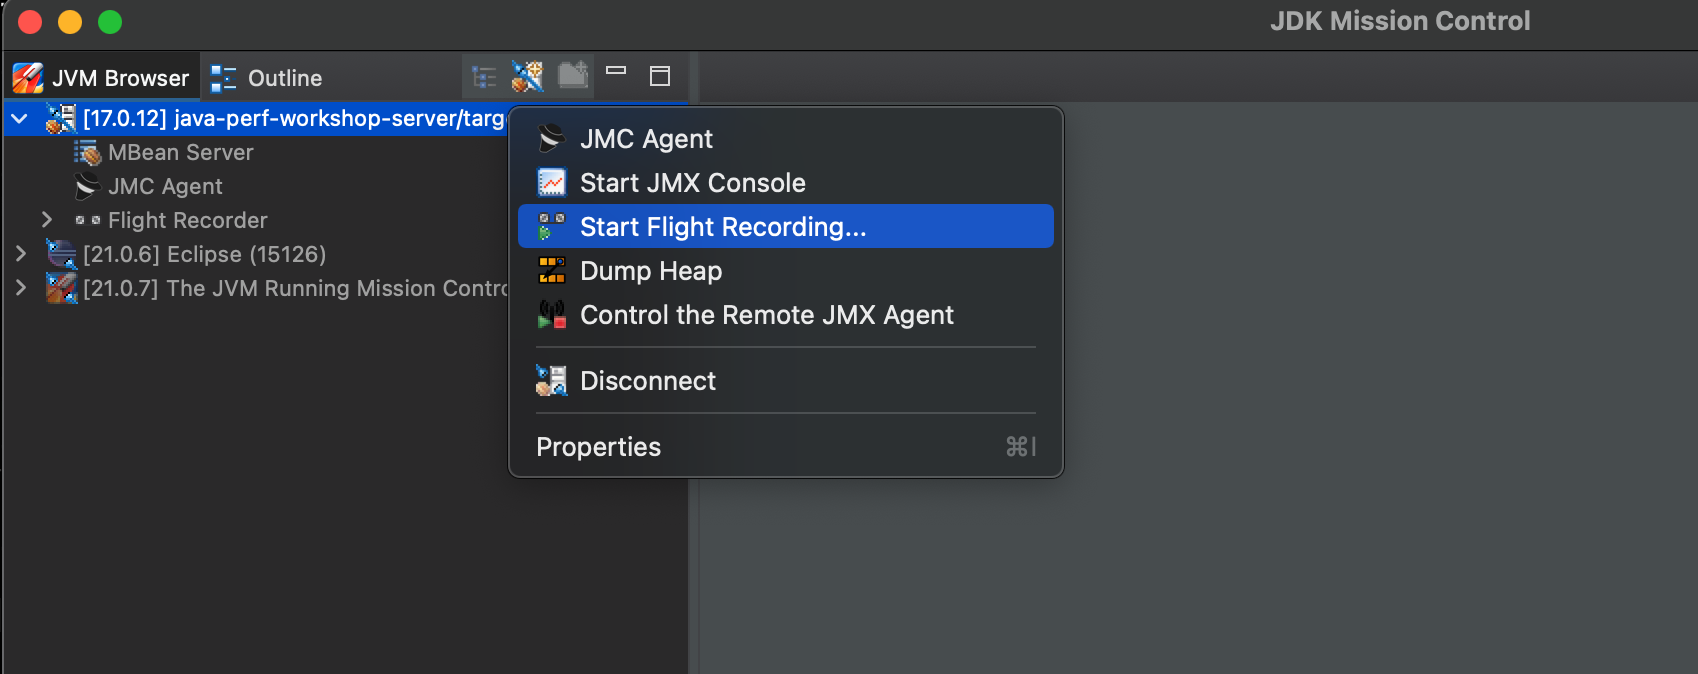 JDK Mission Control
JVM Browser
Outline
[17.0.12] java-perf-workshop-server/targ
MBean Server
JMC Agent
Flight Recorder
[21.0.6] Eclipse (15126)
[21.0.7] The JVM Running Mission Contro
JMC Agent
Start JMX Console
Start Flight Recording...
Dump Heap
Control the Remote JMX Agent
Disconnect
Properties ⌘I